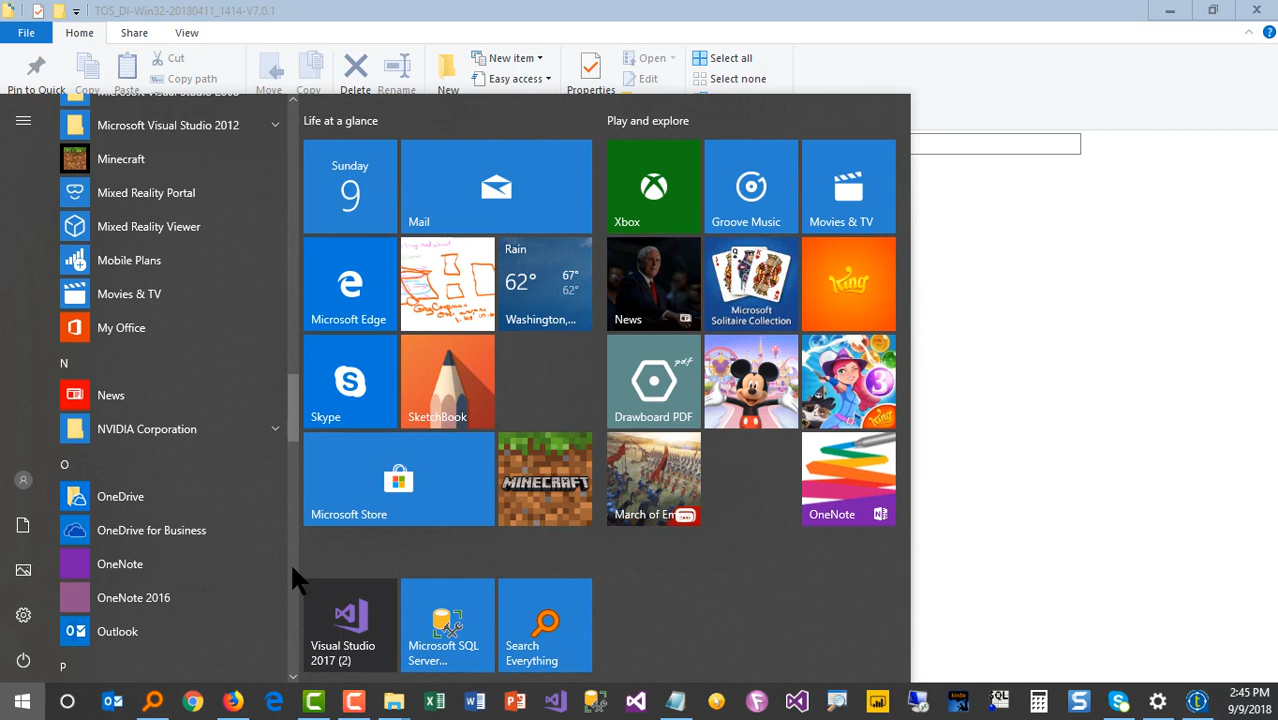 TOS_DI-Win32-20180411_1414-V7.0.1
File
Home
Share
View
Pin to Quick
Copy
Paste
Cut
Copy path
Move
Copy
Delete
Rename
New
New item
Easy access
Properties
Open
Edit
Select all
Select none
Microsoft Visual Studio 2012
Minecraft
Mixed Reality Portal
Mixed Reality Viewer
Mobile Plans
Movies & TV
My Office
N
News
NVIDIA Corporation
O
OneDrive
OneDrive for Business
OneNote
OneNote 2016
Outlook
P
Life at a glance
Sunday
9
Mail
Microsoft Edge
Rain
62°
67°
62°
Washington,...
Skype
SketchBook
Microsoft Store
MINECRAFT
Visual Studio
2017 (2)
Microsoft SQL
Server...
Search
Everything
Play and explore
Xbox
Groove Music
Movies & TV
News
Microsoft
Solitaire Collection
King
Drawboard PDF
pdf
3
King
March of Em
OneNote
2:45 PM
9/9/2018